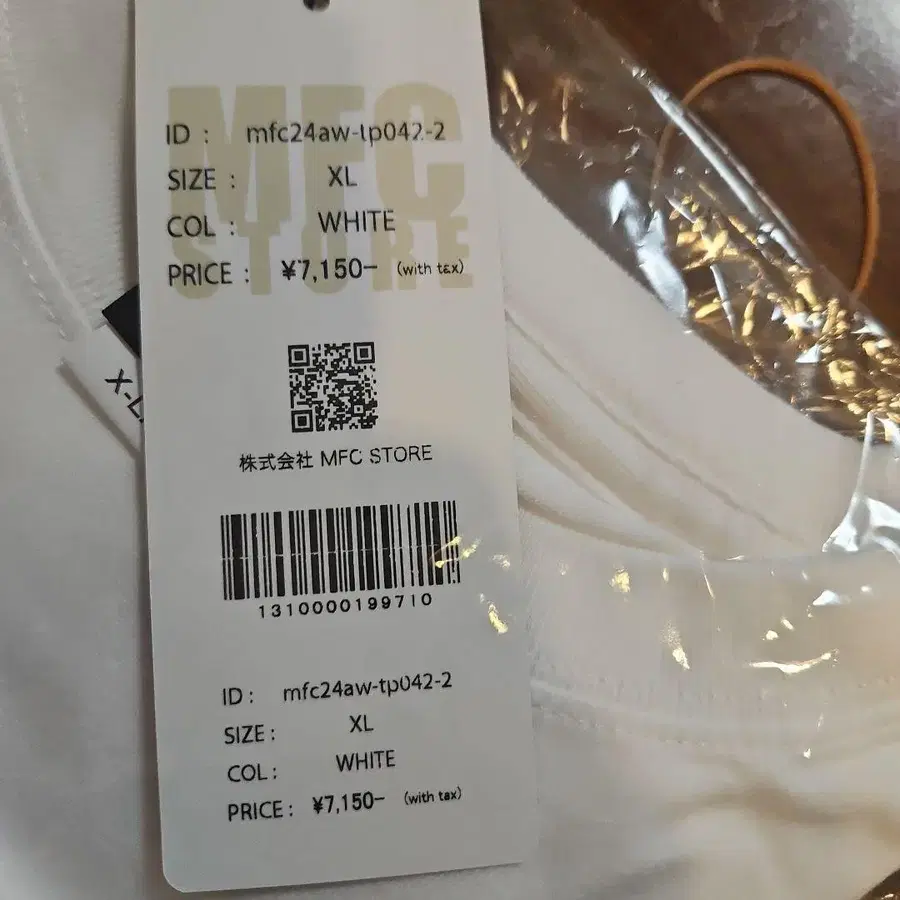 MFC
STORE
ID : mfc24aw-tp042-2
SIZE : XL
COL : WHITE
PRICE : ¥7,150- (with tax)
株式会社 MFC STORE
1310000199710
ID : mfc24aw-tp042-2
SIZE : XL
COL : WHITE
PRICE : ¥7,150- (with tax)